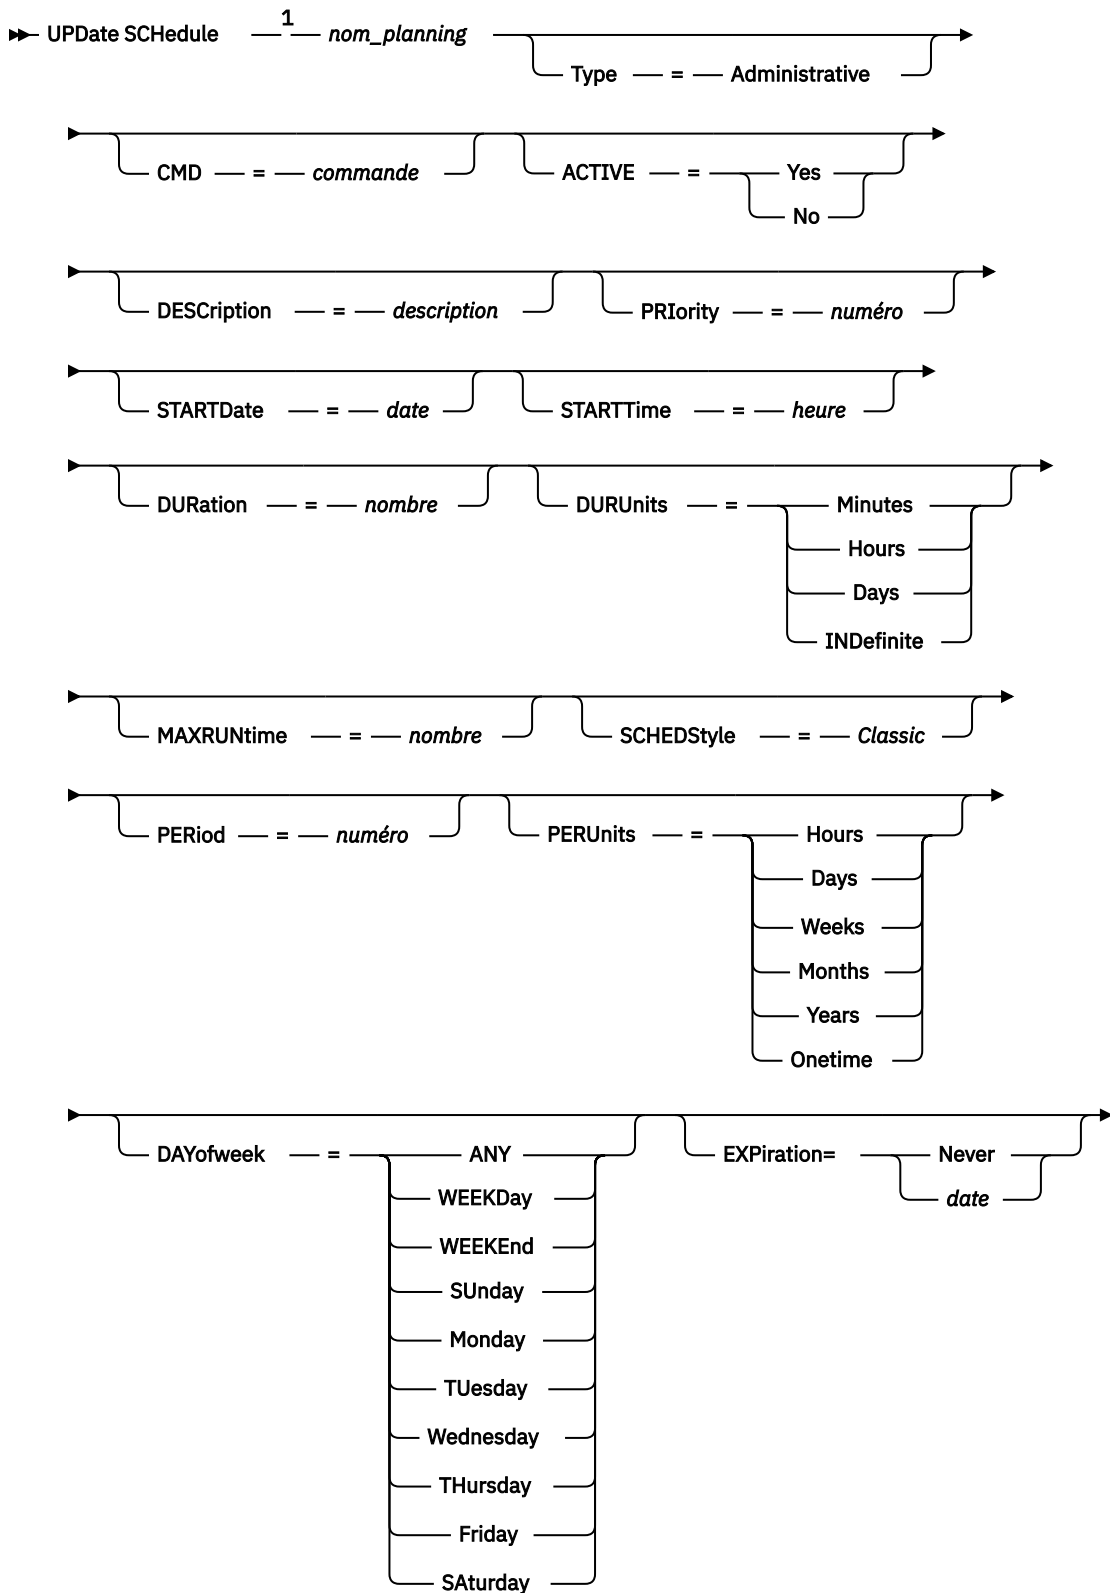 UPDate SCHedule 1 nom_planning
Type = Administrative
CMD = commande ACTIVE = Yes
No
DESCription = description PRIority = numéro
STARTDate = date STARTTime = heure
DURation = nombre DURUnits = Minutes
Hours
Days
INDefinite
MAXRUNtime = nombre SCHEDStyle = Classic
PERiod = numéro PERUnits = Hours
Days
Weeks
Months
Years
Onetime
DAYofweek = ANY EXPiration= Never
WEEKDay date
WEEKEnd
SUnday
Monday
TUesday
Wednesday
THursday
Friday
SAturday